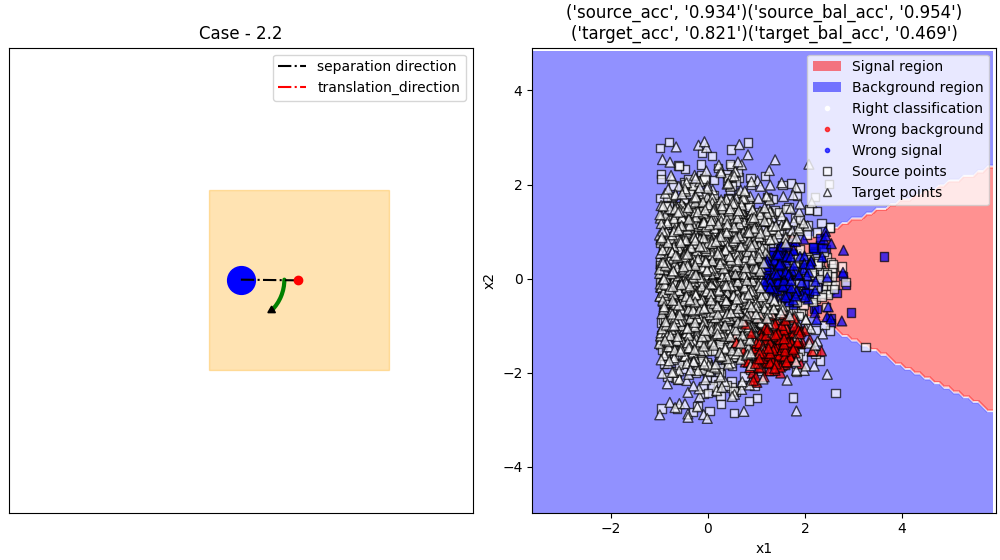 Case - 2.2
separation direction
translation_direction
('source_acc', '0.934')('source_bal_acc', '0.954')
('target_acc', '0.821')('target_bal_acc', '0.469')
Signal region
Background region
Right classification
Wrong background
Wrong signal
Source points
Target points
4
2
0
−2
−4
x2
−2
0
2
4
x1